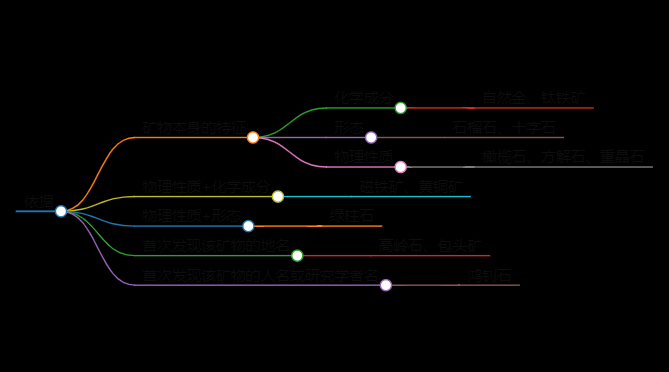 依据
矿物本身的特征
化学成分
自然金、钛铁矿
形态
石榴石、十字石
物理性质
橄榄石、方解石、重晶石
物理性质+化学成分
磁铁矿、黄铜矿
物理性质+形态
绿柱石
首次发现该矿物的地名
高岭石、包头矿
首次发现该矿物的人名或研究学者名